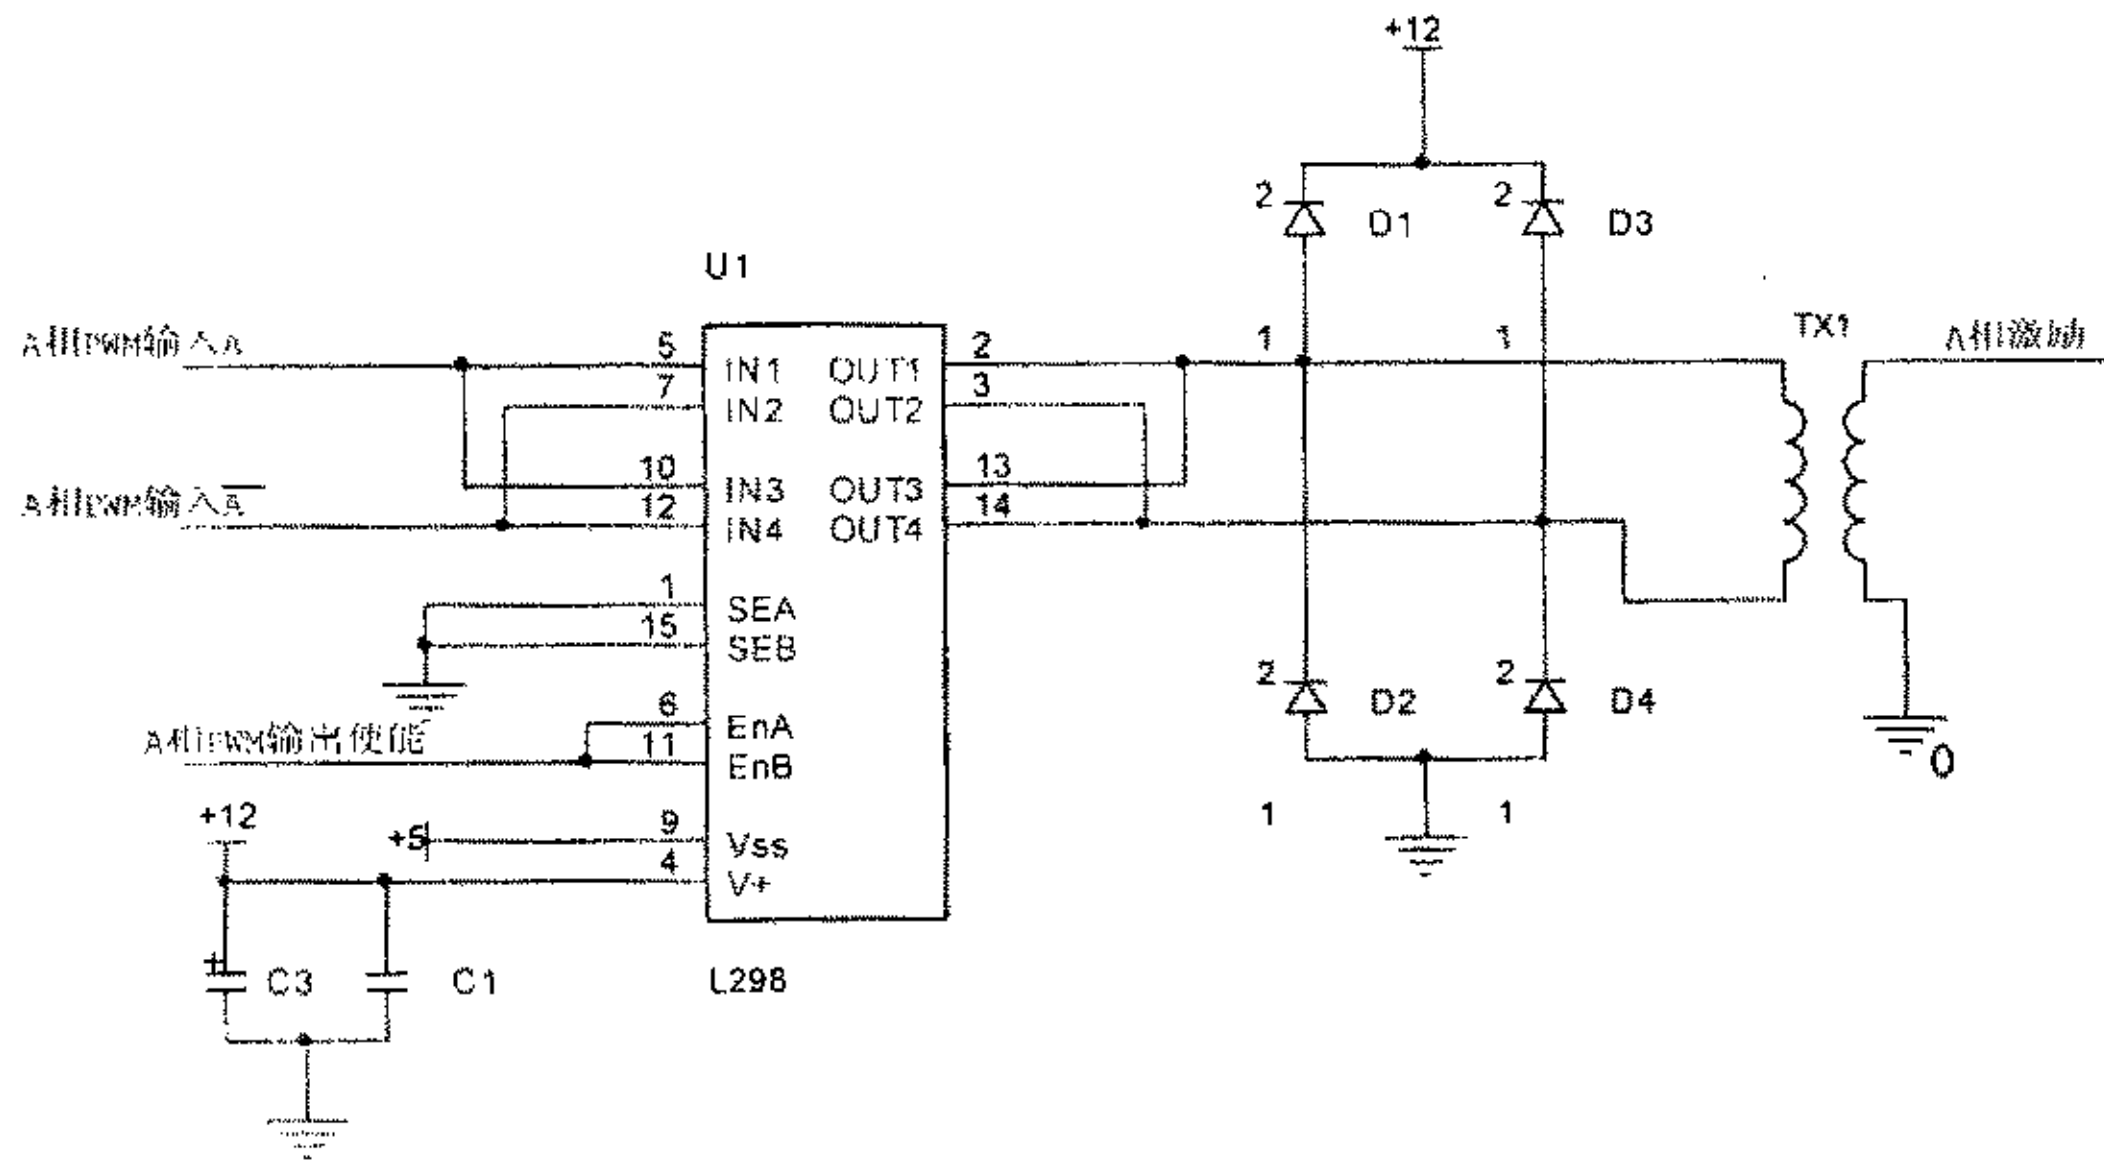 +12
2
D1
2
D3
U1
A相PWM输入A
5
IN1
OUT1
2
1
1
TX1
A相激励
7
IN2
OUT2
3
10
IN3
OUT3
13
A相PWM输入A
12
IN4
OUT4
14
1
SEA
15
SEB
2
D2
2
D4
A相PWM输出使能
6
EnA
11
EnB
0
+12
+5
9
Vss
1
1
4
V+
+
C3
C1
L298